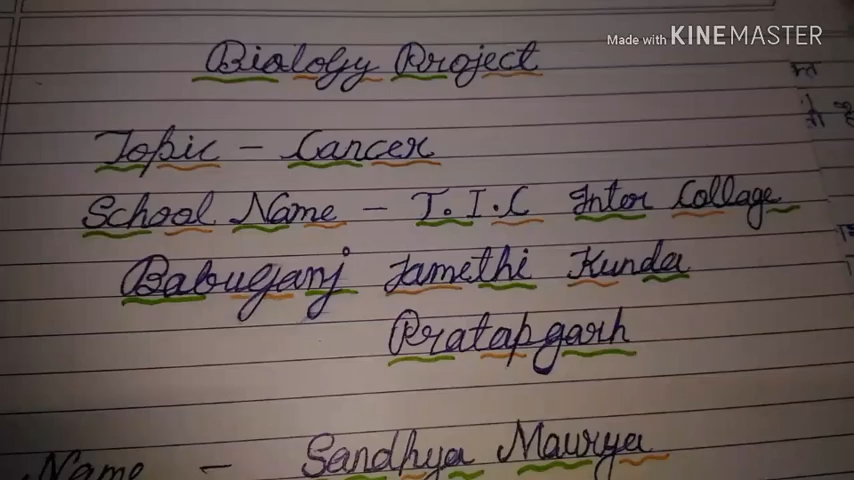 Made with KINEMASTER
Biology Project
Topic - Cancer
School Name - T.I.C Inter Collage
Babuganj Jamethi Kunda
Pratapgarh
Name - Sandhya Maurya